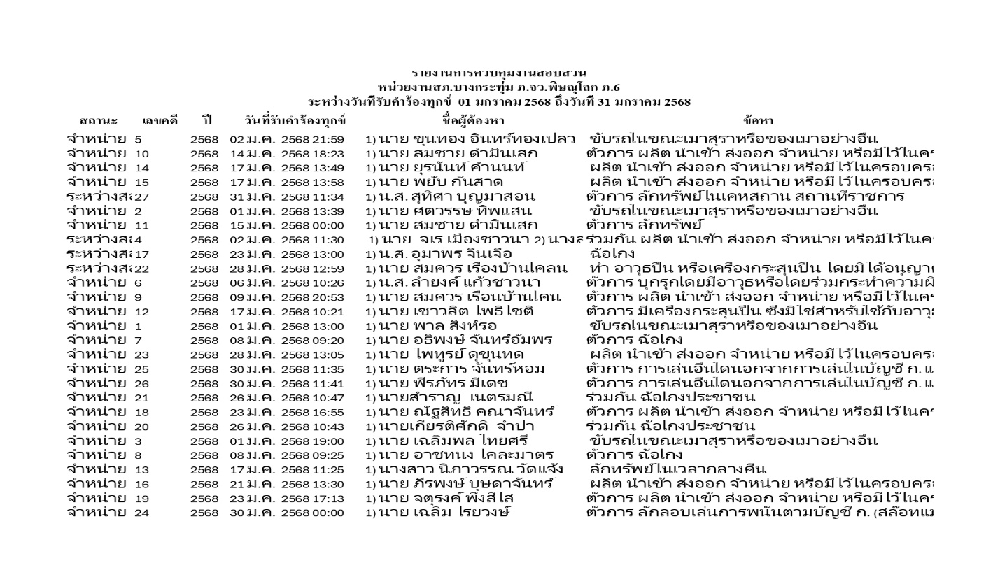 รายงานการควบคุมงานสอบสวน
หน่วยงานสภ.บางกระทุ่ม ภ.จว.พิษณุโลก ภ.6
ระหว่างวันที่รับคำร้องทุกข์ 01 มกราคม 2568 ถึงวันที่ 31 มกราคม 2568
สถานะ เลขคดี ปี วันที่รับคำร้องทุกข์ ชื่อผู้ต้องหา ข้อหา
จำหน่าย 5 2568 02 ม.ค. 2568 21:59 1) นาย ขุนทอง อินทร์ทองเปลว ขับรถในขณะเมาสุราหรือของเมาอย่างอื่น
จำหน่าย 10 2568 14 ม.ค. 2568 18:23 1) นาย สมชาย ดำมินเสก ตัวการ ผลิต นำเข้า ส่งออก จำหน่าย หรือมีไว้ใน
จำหน่าย 14 2568 17 ม.ค. 2568 13:49 1) นาย ยุรนันท์ คำนนท์ ผลิต นำเข้า ส่งออก จำหน่าย หรือมีไว้ในครอบคร
จำหน่าย 15 2568 17 ม.ค. 2568 13:58 1) นาย พยับ กันสาด ผลิต นำเข้า ส่งออก จำหน่าย หรือมีไว้ในครอบคร
ระหว่างส 27 2568 31 ม.ค. 2568 11:34 1) น.ส. สุทิศา บุญมาสอน ตัวการ ลักทรัพย์ในเคหสถาน สถานที่ราชการ
จำหน่าย 2 2568 01 ม.ค. 2568 13:39 1) นาย ศตวรรษ ทิพแสน ขับรถในขณะเมาสุราหรือของเมาอย่างอื่น
จำหน่าย 11 2568 15 ม.ค. 2568 00:00 1) นาย สมชาย ดำมินเสก ตัวการ ลักทรัพย์
ระหว่างส 4 2568 02 ม.ค. 2568 11:30 1) นาย จเร เมืองชาวนา 2) นาง ร่วมกัน ผลิต นำเข้า ส่งออก จำหน่าย หรือมีไว้ใน
ระหว่างส 17 2568 23 ม.ค. 2568 13:00 1) น.ส. อุมาพร จีนเจือ ฉ้อโกง
ระหว่างส 22 2568 28 ม.ค. 2568 12:59 1) นาย สมควร เรืองบ้านโคลน ทำ อาวุธปืน หรือเครื่องกระสุนปืน โดยมิได้อนุญา
จำหน่าย 6 2568 06 ม.ค. 2568 10:26 1) น.ส. ลำยงค์ แก้วชาวนา ตัวการ บุกรุกโดยมีอาวุธหรือโดยร่วมกระทำความผิ
จำหน่าย 9 2568 09 ม.ค. 2568 20:53 1) นาย สมควร เรือนบ้านโคน ตัวการ ผลิต นำเข้า ส่งออก จำหน่าย หรือมีไว้ใน
จำหน่าย 12 2568 17 ม.ค. 2568 10:21 1) นาย เชาวลิต โพธิ์โชติ ตัวการ มีเครื่องกระสุนปืน ซึ่งมิใช่สำหรับใช้กับอาวุ
จำหน่าย 1 2568 01 ม.ค. 2568 13:00 1) นาย พาล สิงห์รอ ขับรถในขณะเมาสุราหรือของเมาอย่างอื่น
จำหน่าย 7 2568 08 ม.ค. 2568 09:20 1) นาย อธิพงษ์ จันทร์อัมพร ตัวการ ฉ้อโกง
จำหน่าย 23 2568 28 ม.ค. 2568 13:05 1) นาย ไพทูรย์ ดุขุนทด ผลิต นำเข้า ส่งออก จำหน่าย หรือมีไว้ในครอบคร
จำหน่าย 25 2568 30 ม.ค. 2568 11:35 1) นาย ตระการ จันทร์หอม ตัวการ การเล่นอื่นใดนอกจากการเล่นในบัญชี ก. แ
จำหน่าย 26 2568 30 ม.ค. 2568 11:41 1) นาย พีรภัทร มีเดช ตัวการ การเล่นอื่นใดนอกจากการเล่นในบัญชี ก. แ
จำหน่าย 21 2568 26 ม.ค. 2568 10:47 1) นายสำราญ เนตรมณี ร่วมกัน ฉ้อโกงประชาชน
จำหน่าย 18 2568 23 ม.ค. 2568 16:55 1) นาย ณัฐสิทธิ คณาจันทร์ ตัวการ ผลิต นำเข้า ส่งออก จำหน่าย หรือมีไว้ใน
จำหน่าย 20 2568 26 ม.ค. 2568 10:43 1) นายเกียรติศักดิ์ จำปา ร่วมกัน ฉ้อโกงประชาชน
จำหน่าย 3 2568 01 ม.ค. 2568 19:00 1) นาย เฉลิมพล ไทยศรี ขับรถในขณะเมาสุราหรือของเมาอย่างอื่น
จำหน่าย 8 2568 08 ม.ค. 2568 09:25 1) นาย อาชทนง โคละมาตร ตัวการ ฉ้อโกง
จำหน่าย 13 2568 17 ม.ค. 2568 11:25 1) นางสาว นิภาวรรณ วัดแจ้ง ลักทรัพย์ในเวลากลางคืน
จำหน่าย 16 2568 21 ม.ค. 2568 13:30 1) นาย ภีรพงษ์ บุษดาจันทร์ ผลิต นำเข้า ส่งออก จำหน่าย หรือมีไว้ในครอบคร
จำหน่าย 19 2568 23 ม.ค. 2568 17:13 1) นาย จตุรงค์ พึ่งสีใส ตัวการ ผลิต นำเข้า ส่งออก จำหน่าย หรือมีไว้ใน
จำหน่าย 24 2568 30 ม.ค. 2568 00:00 1) นาย เฉลิม ไรยวงษ์ ตัวการ ลักลอบเล่นการพนันตามบัญชี ก. (สล๊อทแ